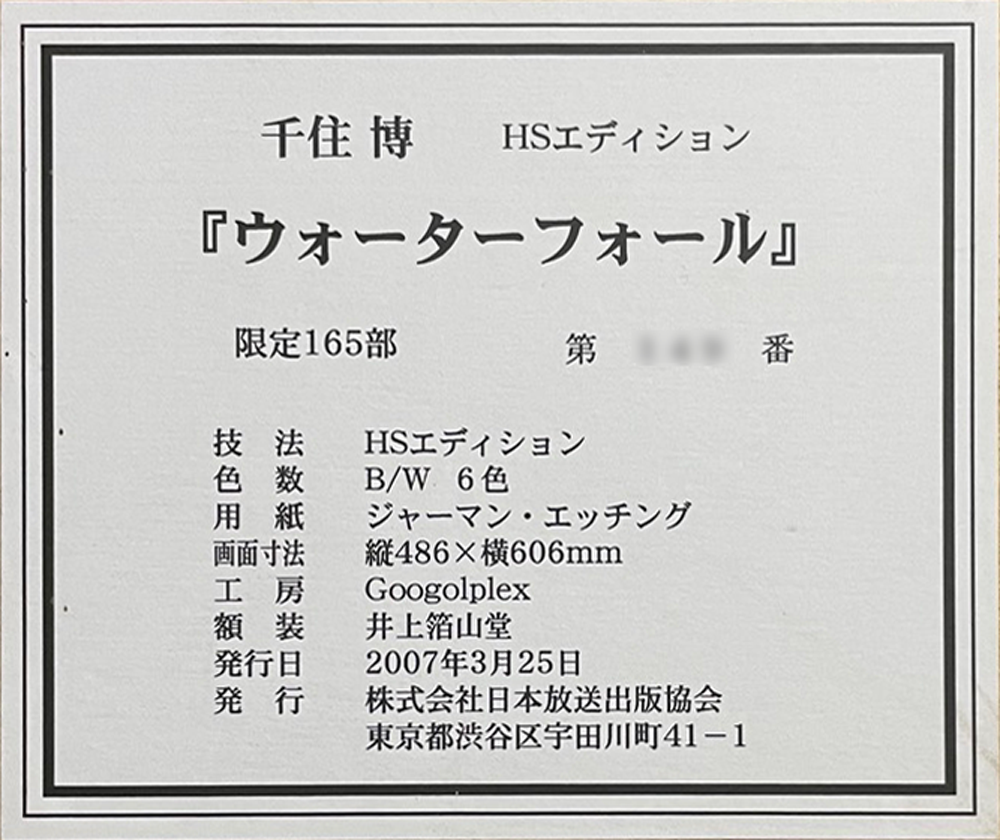 千住 博 HSエディション
『ウォーターフォール』
限定165部 第 番
技 法 HSエディション
色 数 B/W 6色
用 紙 ジャーマン・エッチング
画面寸法 縦486×横606mm
工 房 Googolplex
額 装 井上箔山堂
発行日 2007年3月25日
発 行 株式会社日本放送出版協会
東京都渋谷区宇田川町41－1